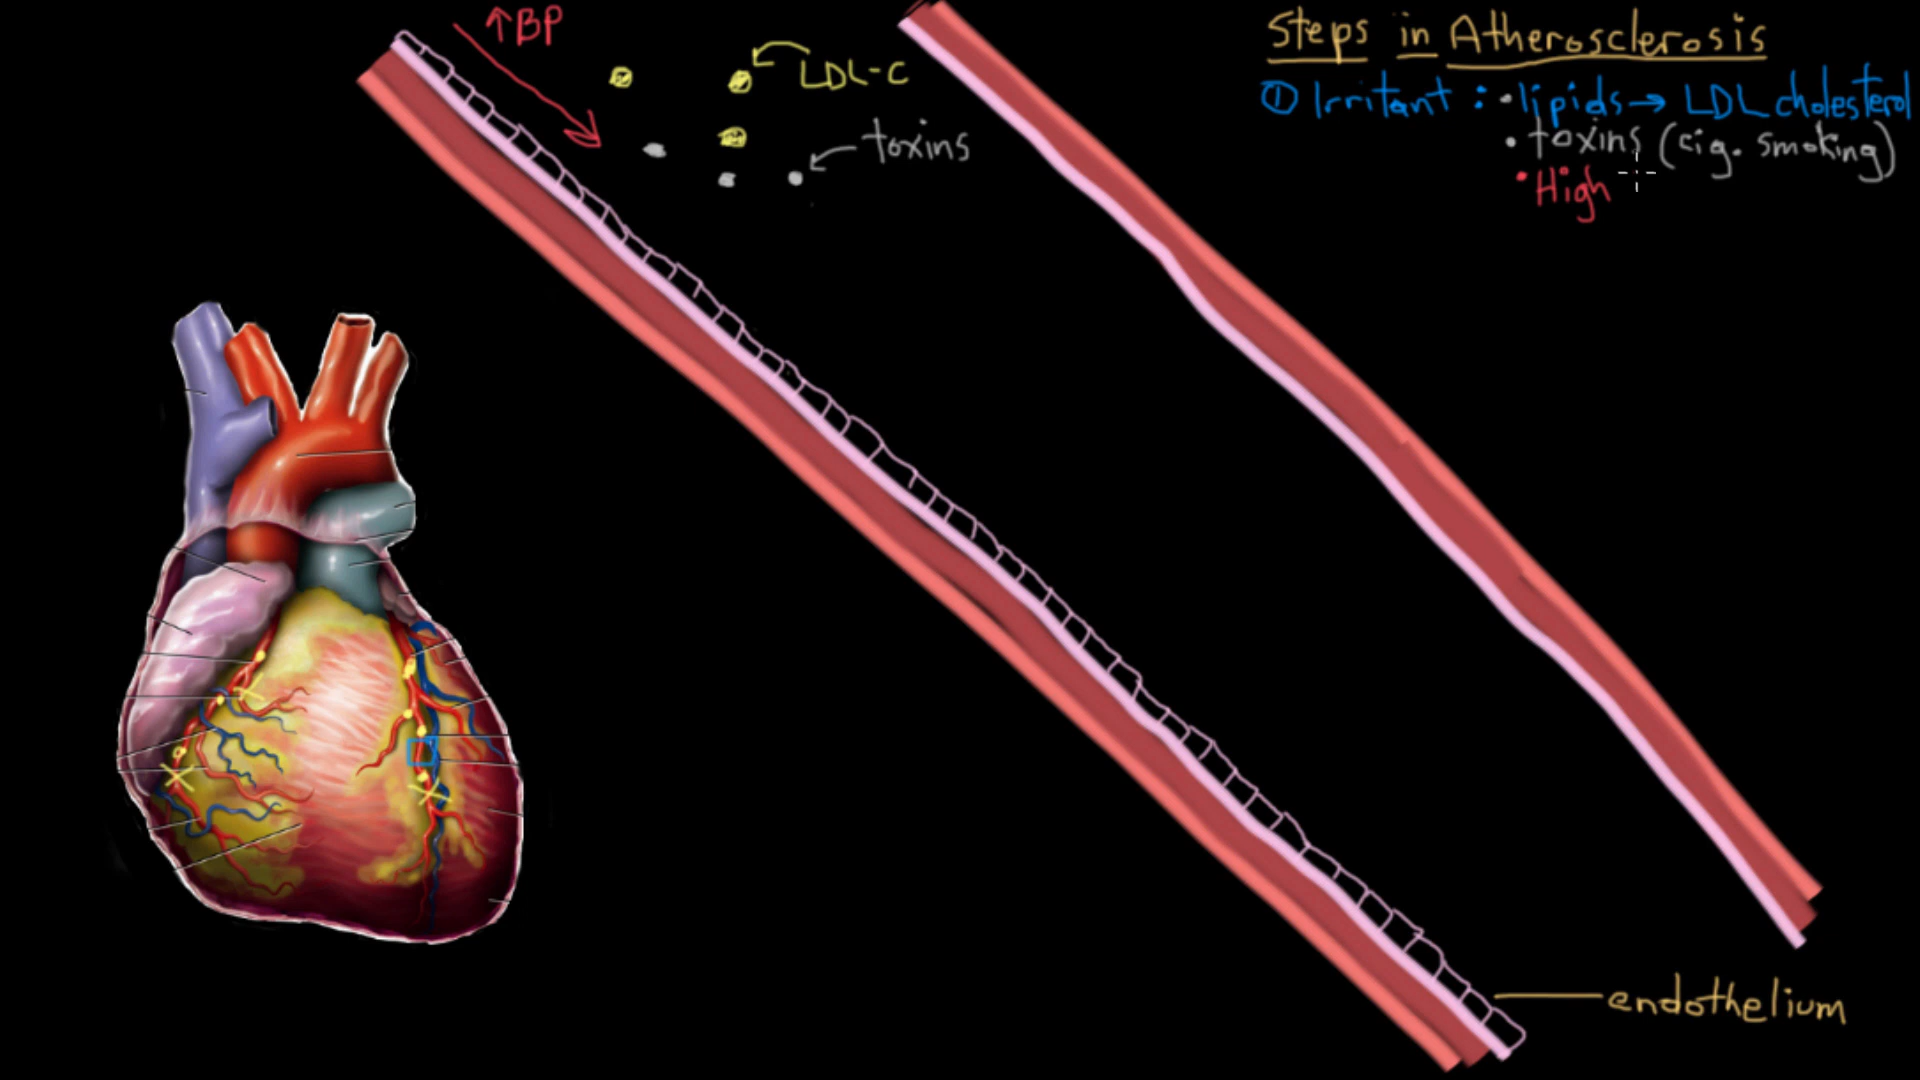 ↑BP
LDL-C
toxins
Steps in Atherosclerosis
① Irritant : • lipids → LDL cholesterol
• toxins (cig. smoking)
• High
endothelium